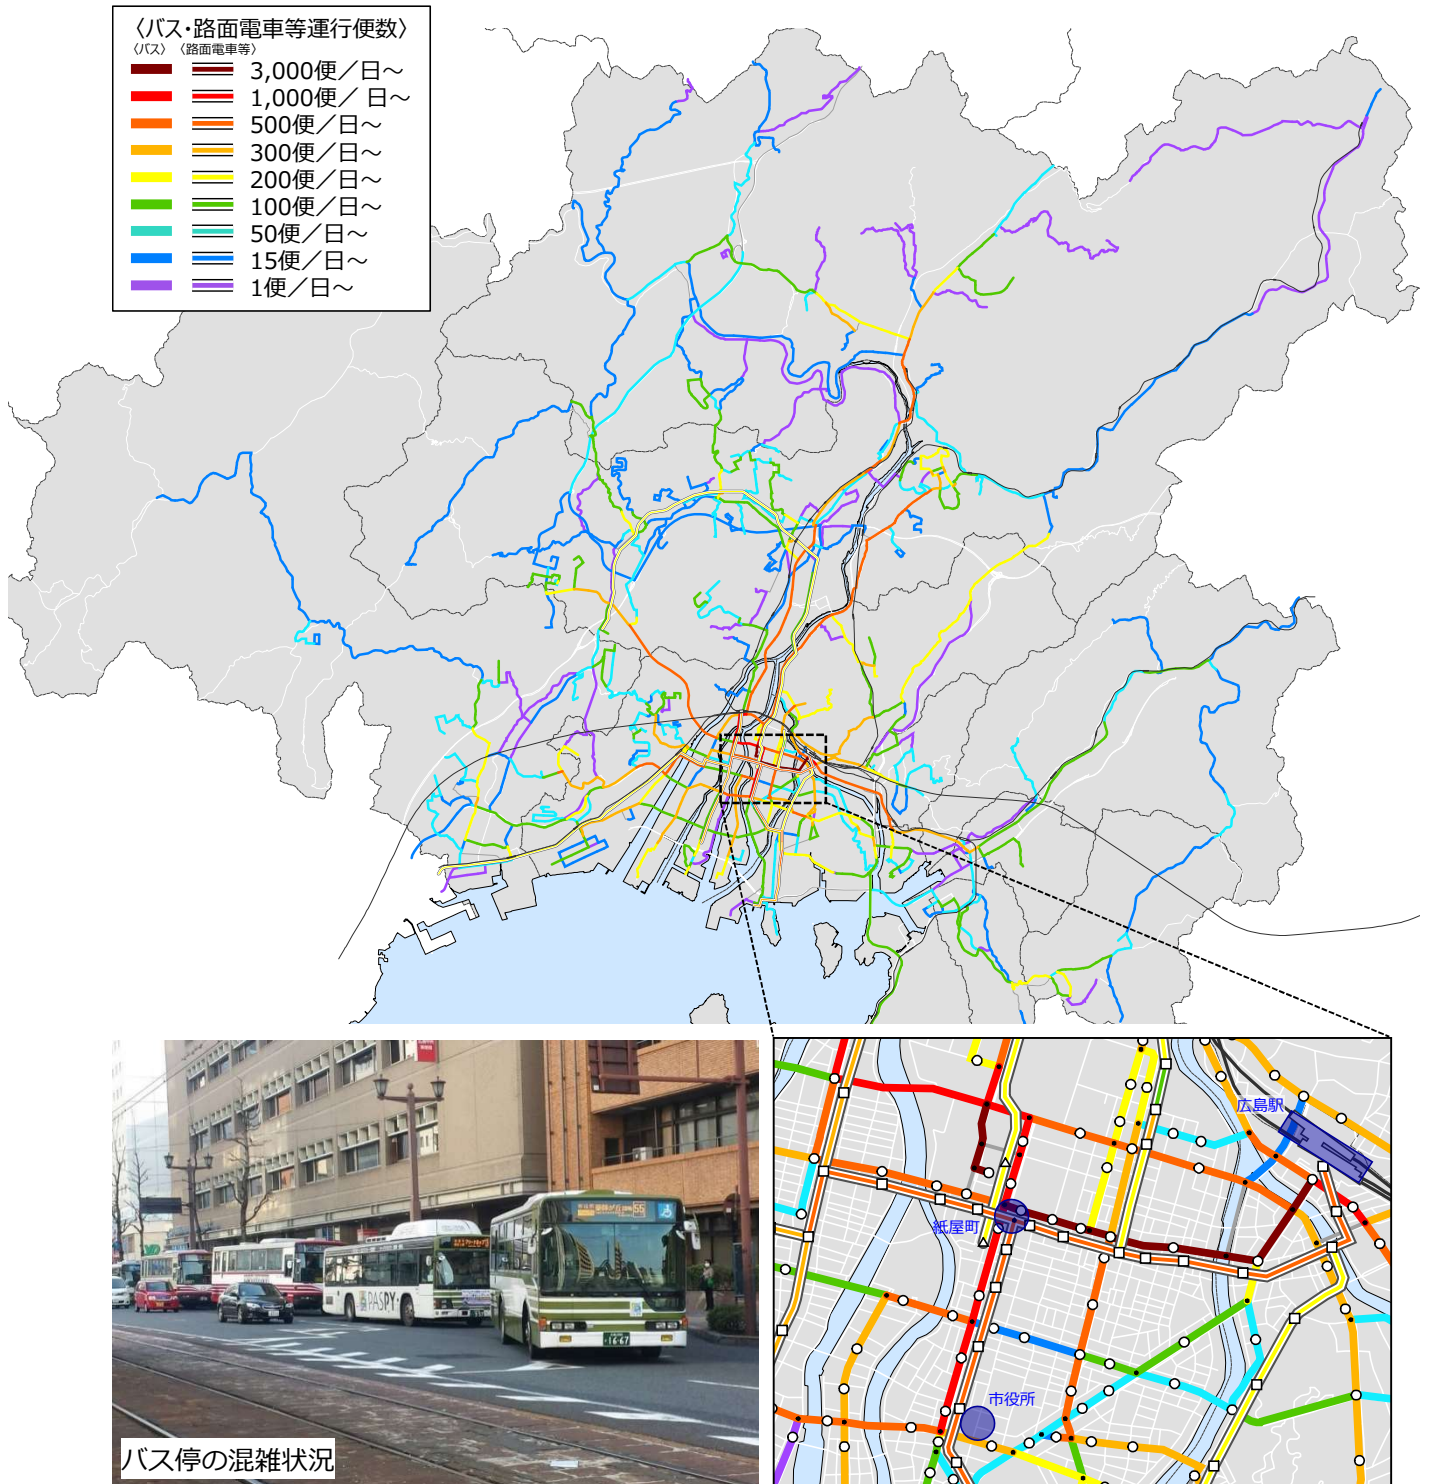 〈バス・路面電車等運行便数〉
〈バス〉 〈路面電車等〉
3,000便／日～
1,000便／ 日～
500便／日～
300便／日～
200便／日～
100便／日～
50便／日～
15便／日～
1便／日～
広島駅
紙屋町
市役所
55
PASPY
16-67
バス停の混雑状況